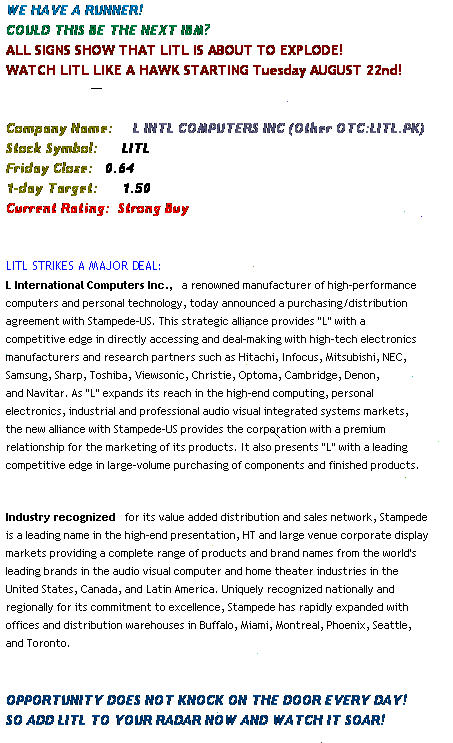 WE HAVE A RUNNER!
COULD THIS BE THE NEXT IBM?
ALL SIGNS SHOW THAT LITL IS ABOUT TO EXPLODE!
WATCH LITL LIKE A HAWK STARTING Tuesday AUGUST 22nd!
Company Name: L INTL COMPUTERS INC (Other OTC:LITL.PK)
Stock Symbol: LITL
Friday Close: 0.64
1-day Target: 1.50
Current Rating: Strong Buy
LITL STRIKES A MAJOR DEAL:
L International Computers Inc., a renowned manufacturer of high-performance
computers and personal technology, today announced a purchasing/distribution
agreement with Stampede-US. This strategic alliance provides "L" with a
competitive edge in directly accessing and deal-making with high-tech electronics
manufacturers and research partners such as Hitachi, Infocus, Mitsubishi, NEC,
Samsung, Sharp, Toshiba, Viewsonic, Christie, Optoma, Cambridge, Denon,
and Navitar. As "L" expands its reach in the high-end computing, personal
electronics, industrial and professional audio visual integrated systems markets,
the new alliance with Stampede-US provides the corporation with a premium
relationship for the marketing of its products. It also presents "L" with a leading
competitive edge in large-volume purchasing of components and finished products.
Industry recognized for its value added distribution and sales network, Stampede
is a leading name in the high-end presentation, HT and large venue corporate display
markets providing a complete range of products and brand names from the world's
leading brands in the audio visual computer and home theater industries in the
United States, Canada, and Latin America. Uniquely recognized nationally and
regionally for its commitment to excellence, Stampede has rapidly expanded with
offices and distribution warehouses in Buffalo, Miami, Montreal, Phoenix, Seattle,
and Toronto.
OPPORTUNITY DOES NOT KNOCK ON THE DOOR EVERY DAY!
SO ADD LITL TO YOUR RADAR NOW AND WATCH IT SOAR!